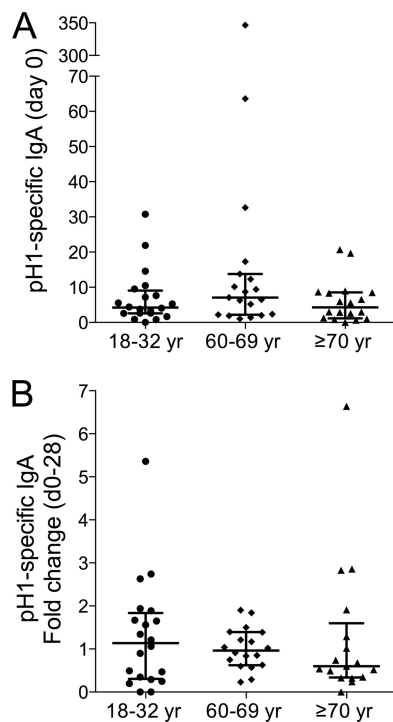 A
pH1-specific IgA (day 0)
350
300
70
60
50
40
30
20
10
0
18-32 yr 60-69 yr ≥70 yr
B
pH1-specific IgA
Fold change (d0-28)
7
6
5
4
3
2
1
0
18-32 yr 60-69 yr ≥70 yr